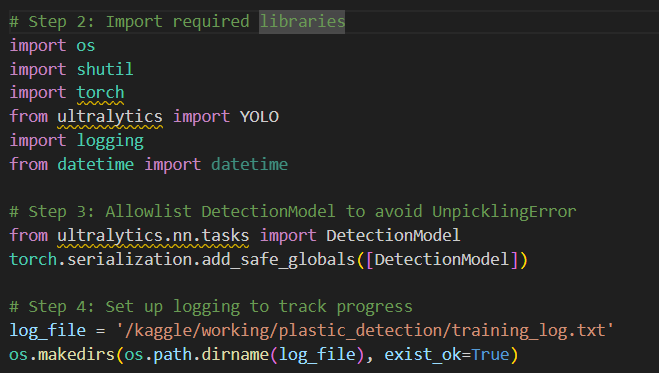 # Step 2: Import required libraries
import os
import shutil
import torch
from ultralytics import YOLO
import logging
from datetime import datetime
# Step 3: Allowlist DetectionModel to avoid UnpicklingError
from ultralytics.nn.tasks import DetectionModel
torch.serialization.add_safe_globals([DetectionModel])
# Step 4: Set up logging to track progress
log_file = '/kaggle/working/plastic_detection/training_log.txt'
os.makedirs(os.path.dirname(log_file), exist_ok=True)